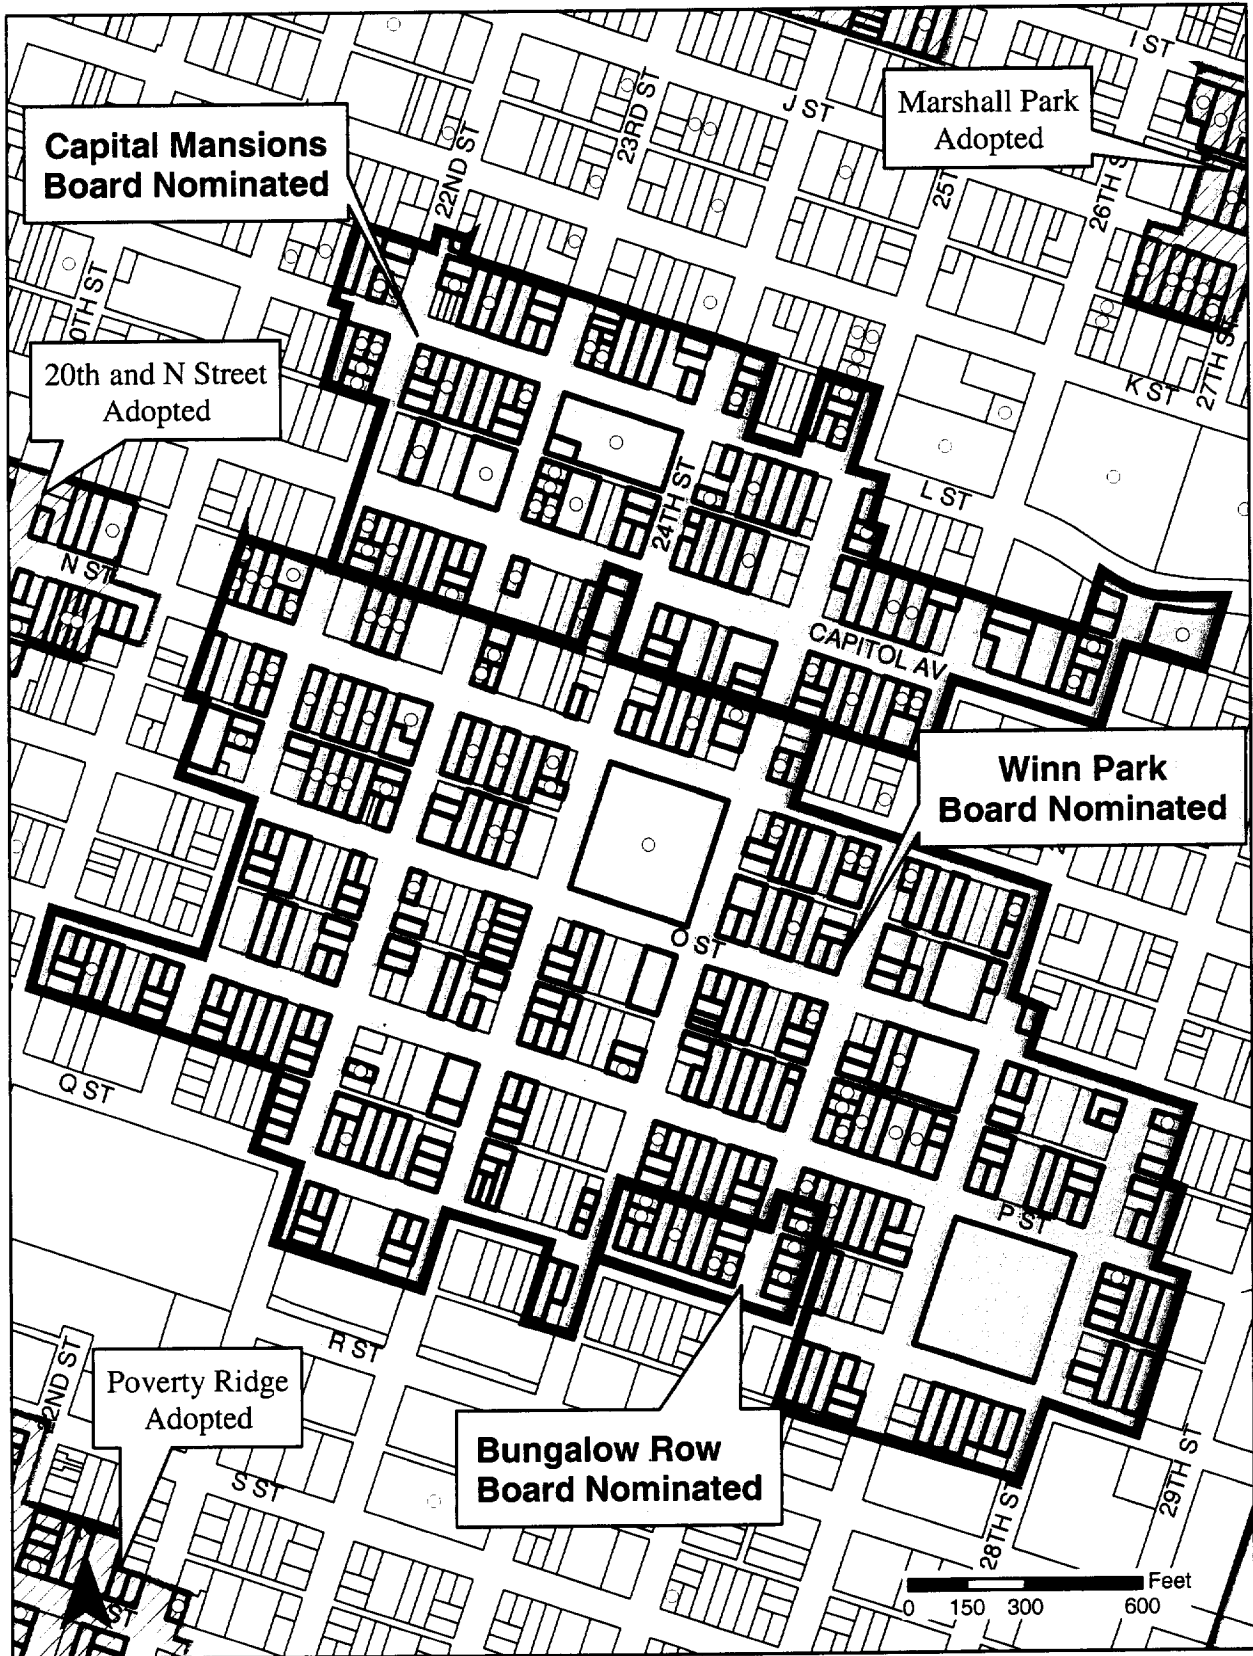 I ST
Marshall Park
Adopted
J ST
23RD ST
22ND ST
Capital Mansions
Board Nominated
26TH S
27TH ST
K ST
20th and N Street
Adopted
L ST
24TH ST
N ST
CAPITOL AV
Winn Park
Board Nominated
O ST
Q ST
P ST
R ST
22ND ST
Poverty Ridge
Adopted
Bungalow Row
Board Nominated
S ST
28TH ST
29TH ST
Feet
0 150 300 600